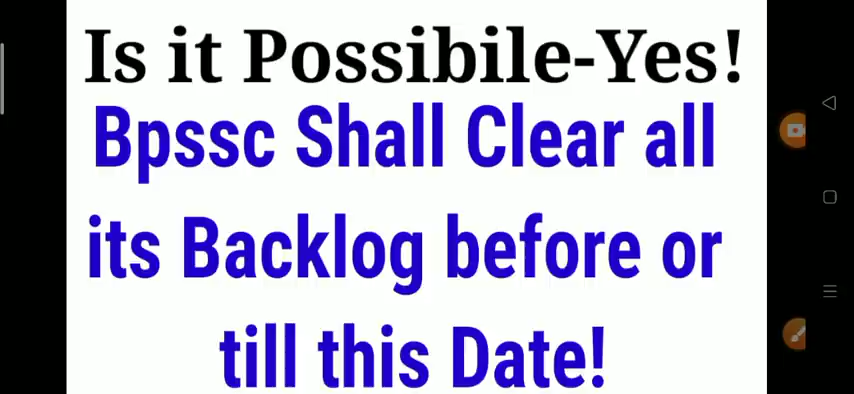 Is it Possibile-Yes!
Bpssc Shall Clear all
its Backlog before or
till this Date!